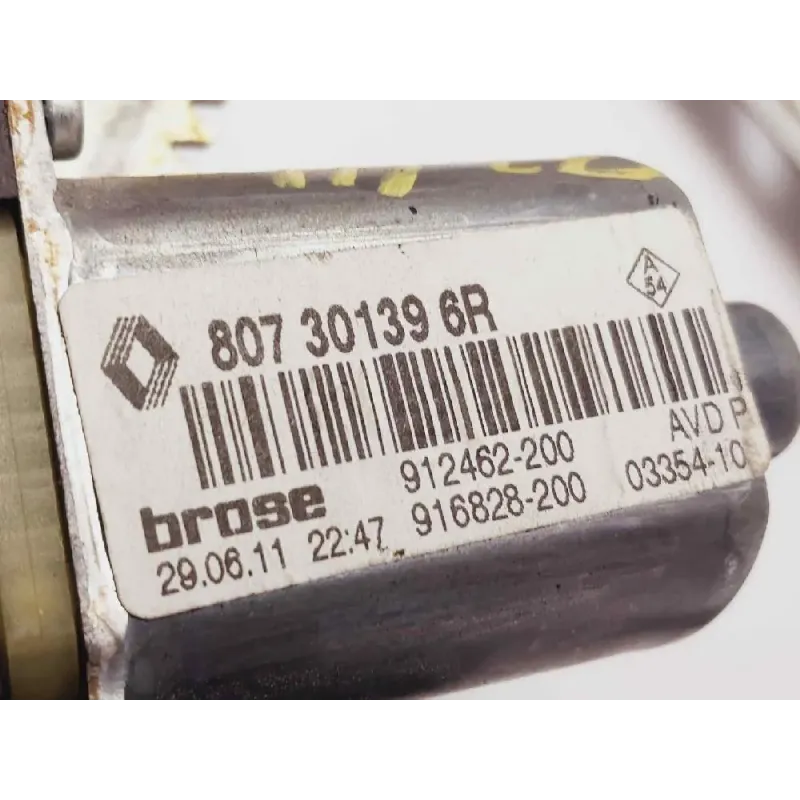 A
54
807 30139 6R
912462-200
AVD P
brose
916828-200
03354-10
29.06.11 22:47